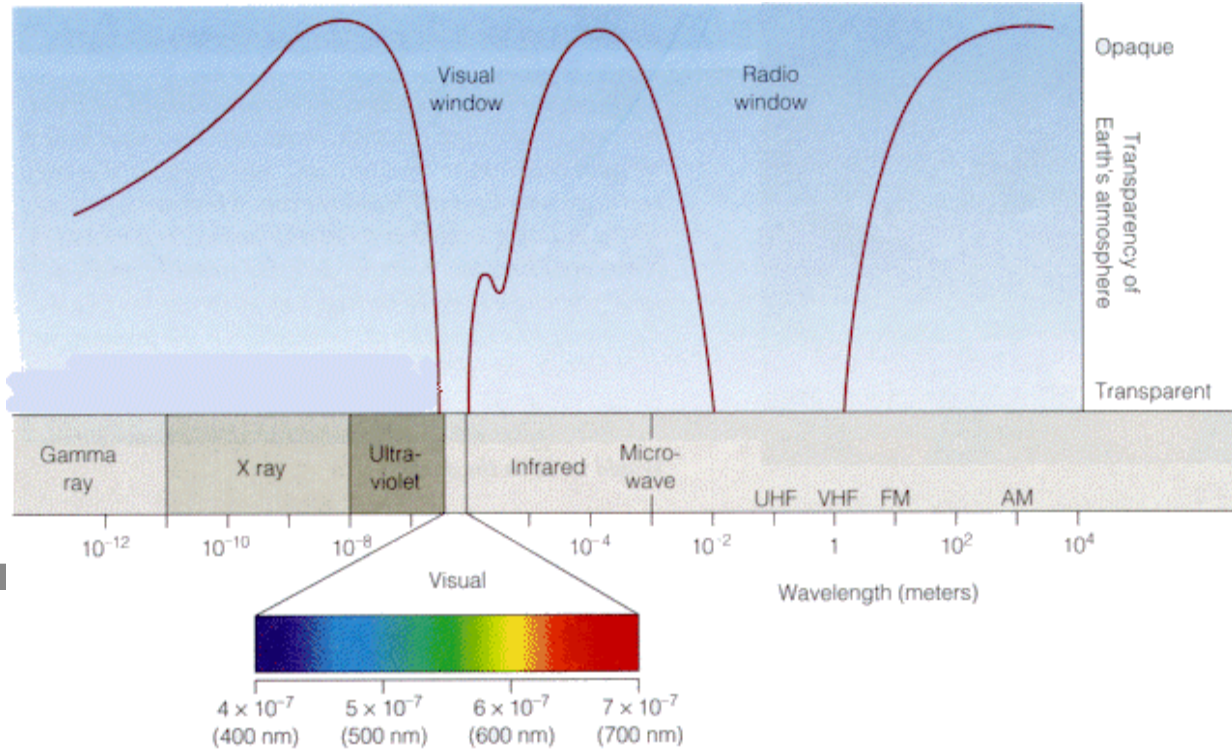 Visual
window
Radio
window
Opaque
Transparency of
Earth's atmosphere
Transparent
Gamma
ray
X ray
Ultra-
violet
Infrared
Micro-
wave
UHF VHF FM AM
10⁻¹² 10⁻¹⁰ 10⁻⁸ 10⁻⁴ 10⁻² 1 10² 10⁴
Visual
Wavelength (meters)
4 × 10⁻⁷ 5 × 10⁻⁷ 6 × 10⁻⁷ 7 × 10⁻⁷
(400 nm) (500 nm) (600 nm) (700 nm)